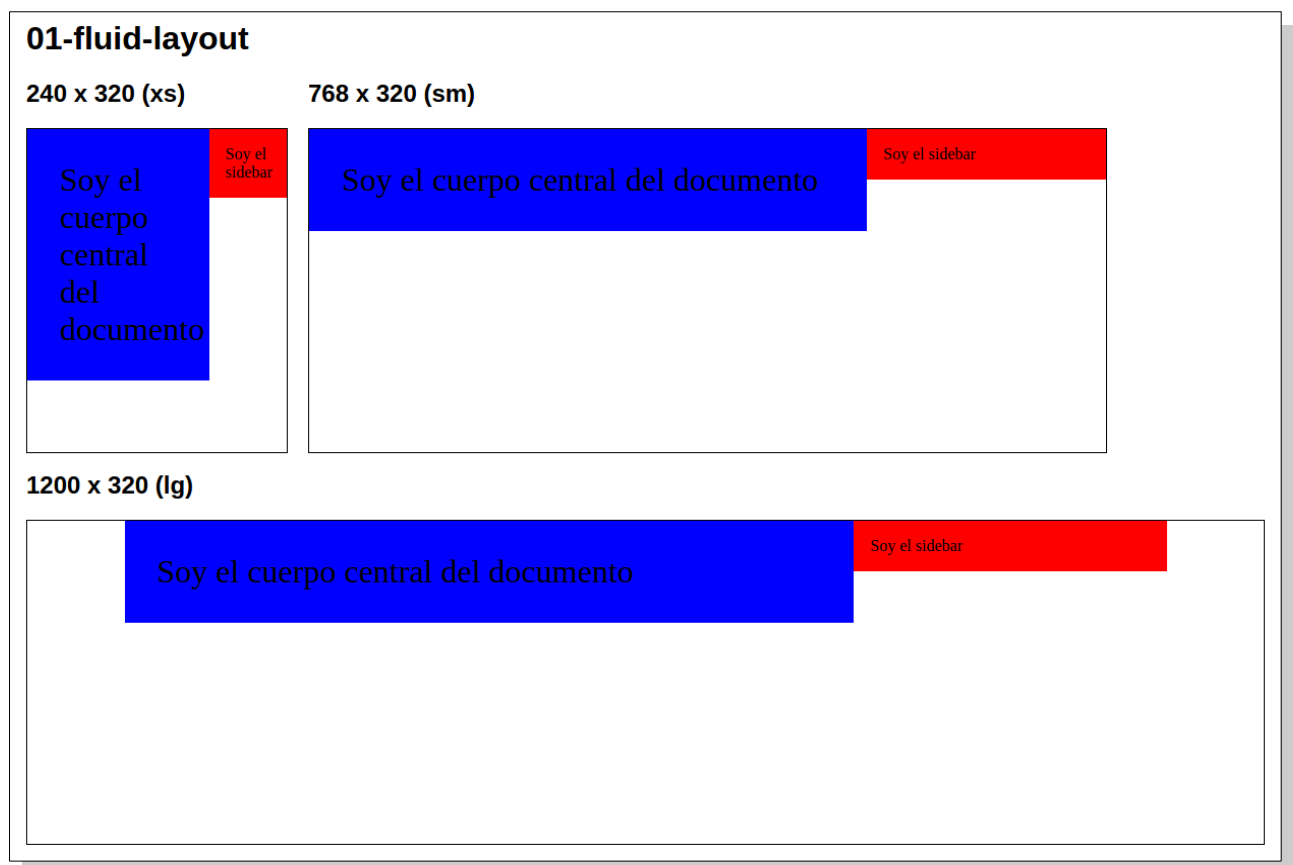 01-fluid-layout
240 x 320 (xs)
Soy el
cuerpo
central
del
documento
Soy el
sidebar
768 x 320 (sm)
Soy el cuerpo central del documento
Soy el sidebar
1200 x 320 (lg)
Soy el cuerpo central del documento
Soy el sidebar